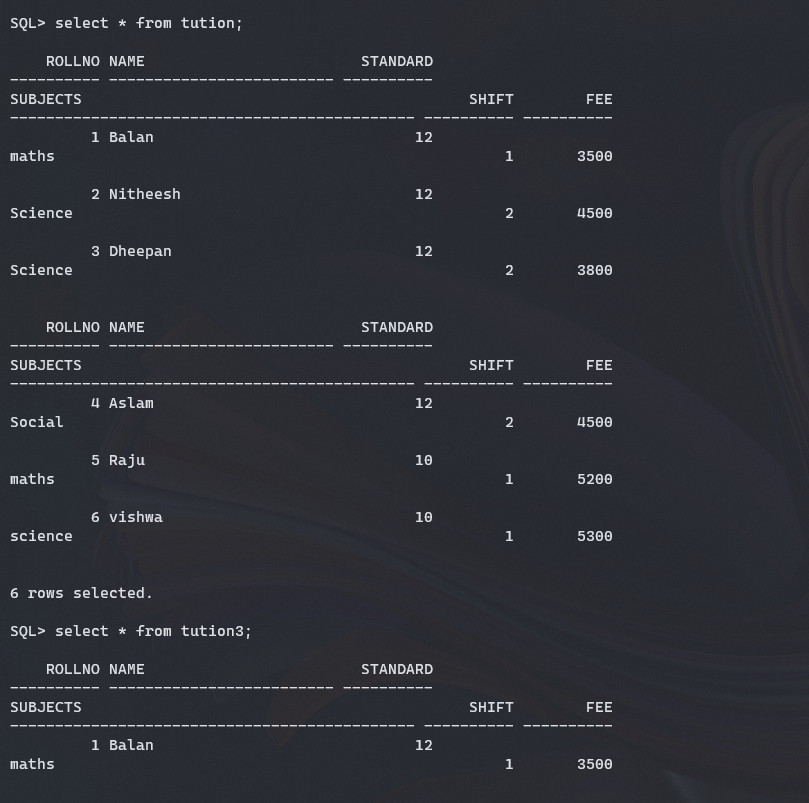 SQL> select * from tution;
ROLLNO NAME STANDARD
---------- ------------------------- ----------
SUBJECTS SHIFT FEE
--------------------------------------------- ---------- ----------
1 Balan 12
maths 1 3500
2 Nitheesh 12
Science 2 4500
3 Dheepan 12
Science 2 3800
ROLLNO NAME STANDARD
---------- ------------------------- ----------
SUBJECTS SHIFT FEE
--------------------------------------------- ---------- ----------
4 Aslam 12
Social 2 4500
5 Raju 10
maths 1 5200
6 vishwa 10
science 1 5300
6 rows selected.
SQL> select * from tution3;
ROLLNO NAME STANDARD
---------- ------------------------- ----------
SUBJECTS SHIFT FEE
--------------------------------------------- ---------- ----------
1 Balan 12
maths 1 3500